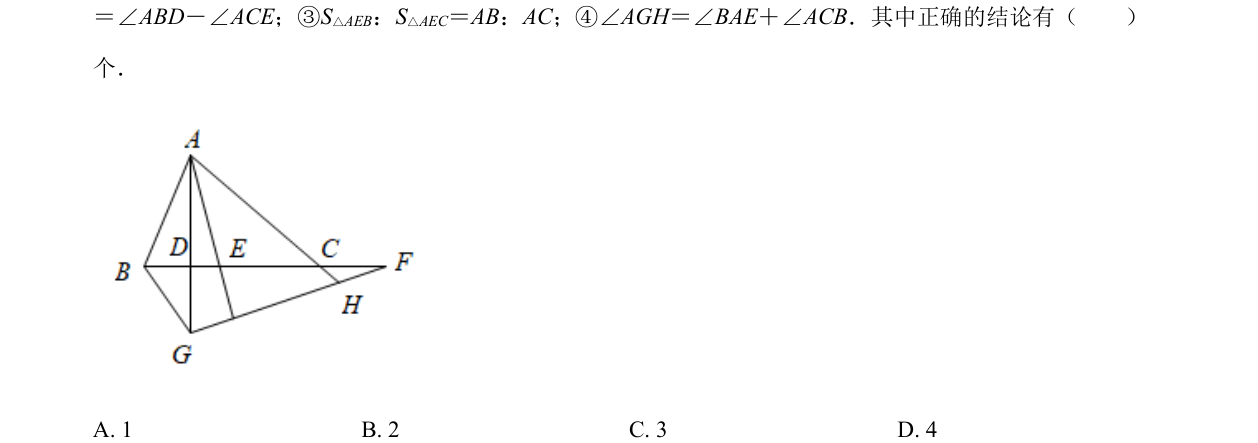 ＝∠ABD－∠ACE；③S△AEB：S△AEC＝AB：AC；④∠AGH＝∠BAE＋∠ACB．其中正确的结论有（　　）
个．
A
D E C
B F
H
G
A. 1 B. 2 C. 3 D. 4